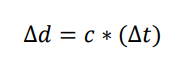 Δd = c * (Δt)